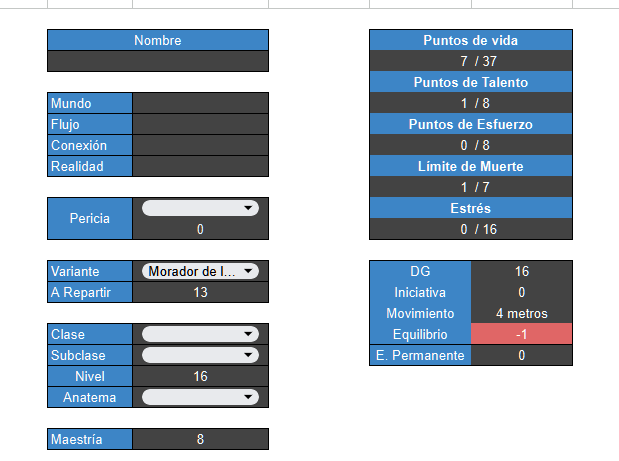 Nombre
Mundo
Flujo
Conexión
Realidad
Pericia
0
Variante Morador de l...
A Repartir 13
Clase
Subclase
Nivel 16
Anatema
Maestría 8
Puntos de vida
7 / 37
Puntos de Talento
1 / 8
Puntos de Esfuerzo
0 / 8
Límite de Muerte
1 / 7
Estrés
0 / 16
DG 16
Iniciativa 0
Movimiento 4 metros
Equilibrio -1
E. Permanente 0